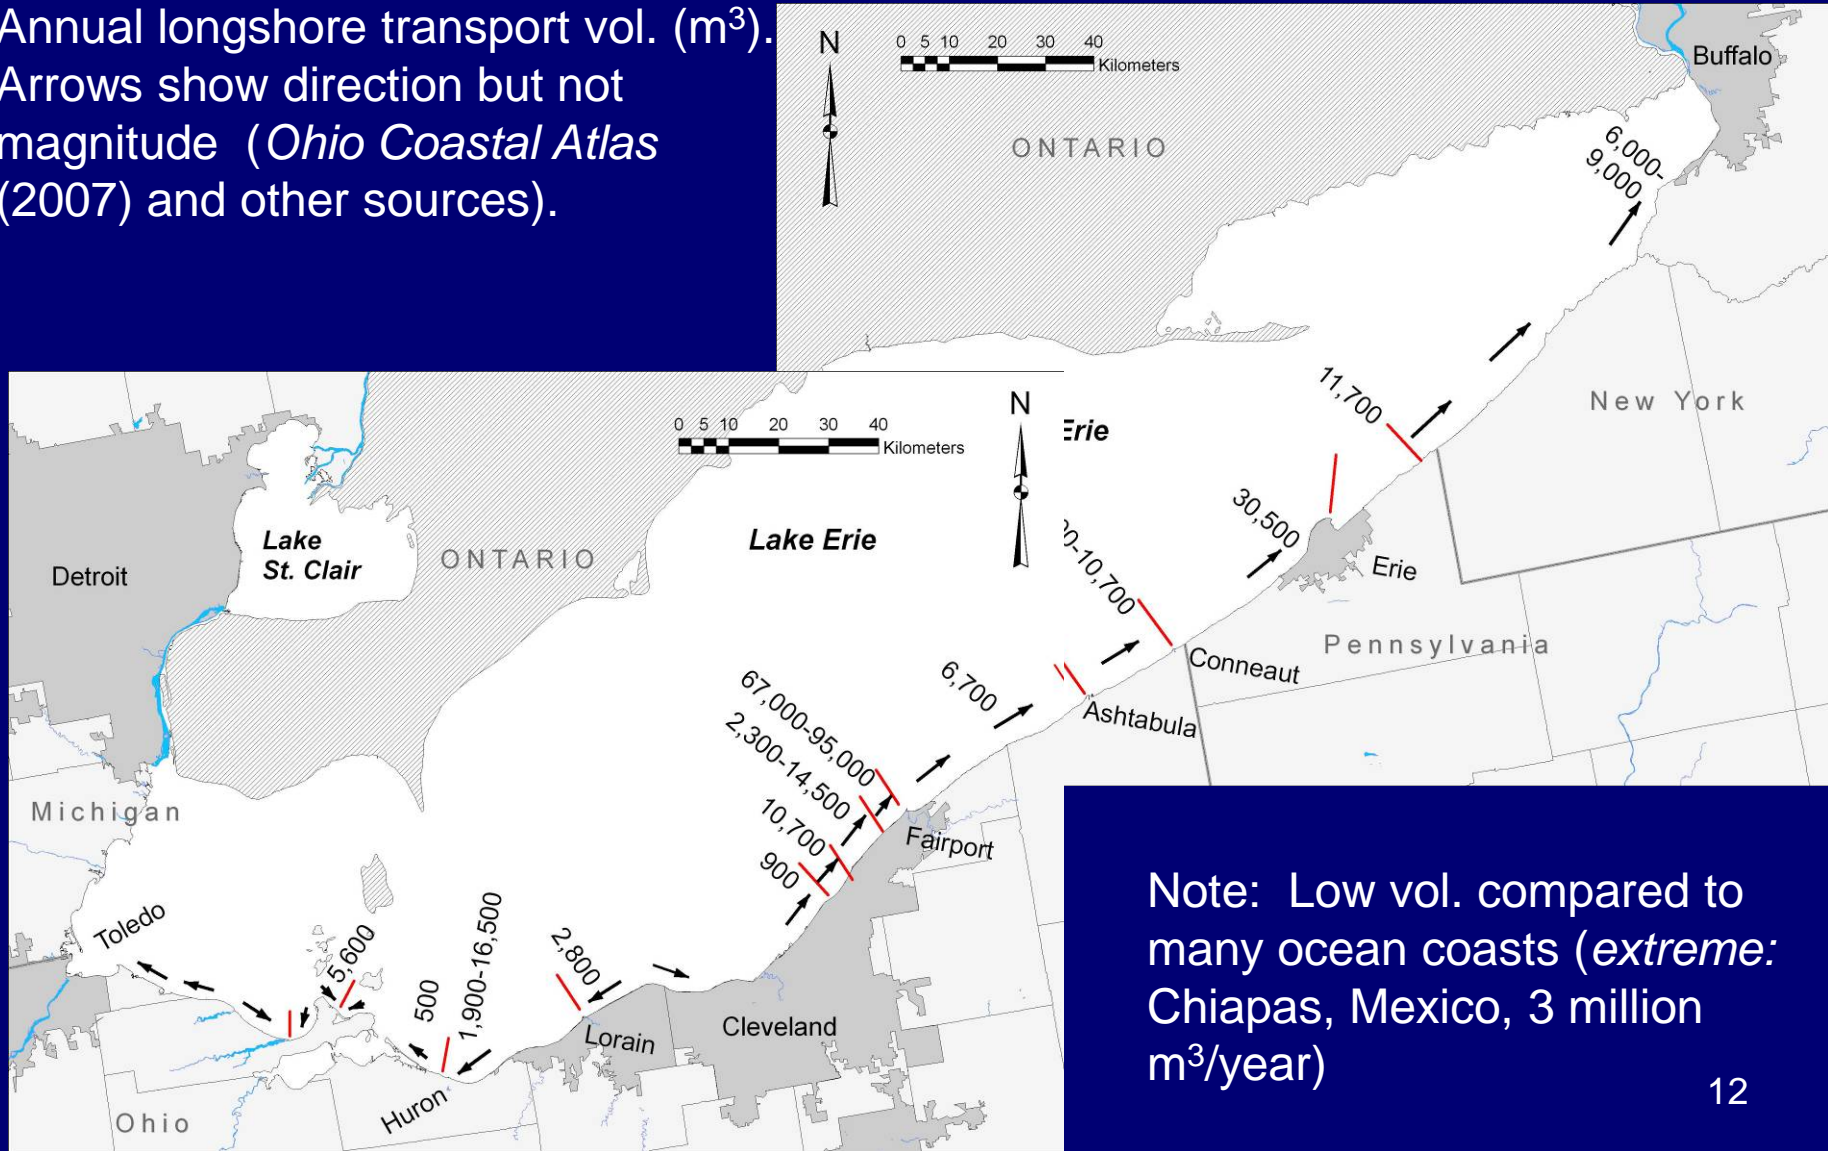 Annual longshore transport vol. (m³).
Arrows show direction but not
magnitude (Ohio Coastal Atlas
(2007) and other sources).
N
0 5 10 20 30 40
Kilometers
Buffalo
ONTARIO
6,000-
9,000
11,700
New York
Erie
30,500
Erie
0-10,700
Pennsylvania
Conneaut
Ashtabula
0 5 10 20 30 40
Kilometers
N
Lake
St. Clair
ONTARIO
Lake Erie
Detroit
6,700
67,000-95,000
2,300-14,500
10,700
900
Michigan
Fairport
Toledo
5,600
500
1,900-16,500
2,800
Lorain
Cleveland
Huron
Ohio
Note: Low vol. compared to
many ocean coasts (extreme:
Chiapas, Mexico, 3 million
m³/year)
12